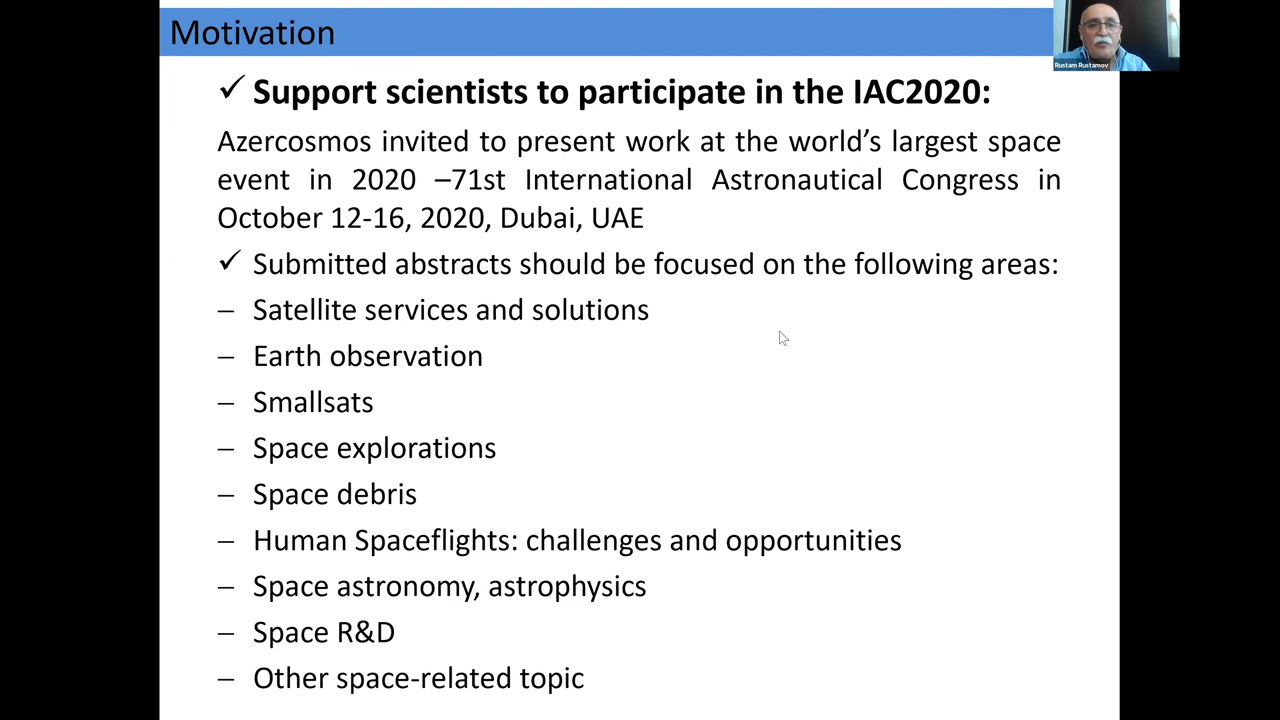 Motivation
Rustam Rustamov
✓ Support scientists to participate in the IAC2020:
Azercosmos invited to present work at the world's largest space
event in 2020 –71st International Astronautical Congress in
October 12-16, 2020, Dubai, UAE
✓ Submitted abstracts should be focused on the following areas:
– Satellite services and solutions
– Earth observation
– Smallsats
– Space explorations
– Space debris
– Human Spaceflights: challenges and opportunities
– Space astronomy, astrophysics
– Space R&D
– Other space-related topic